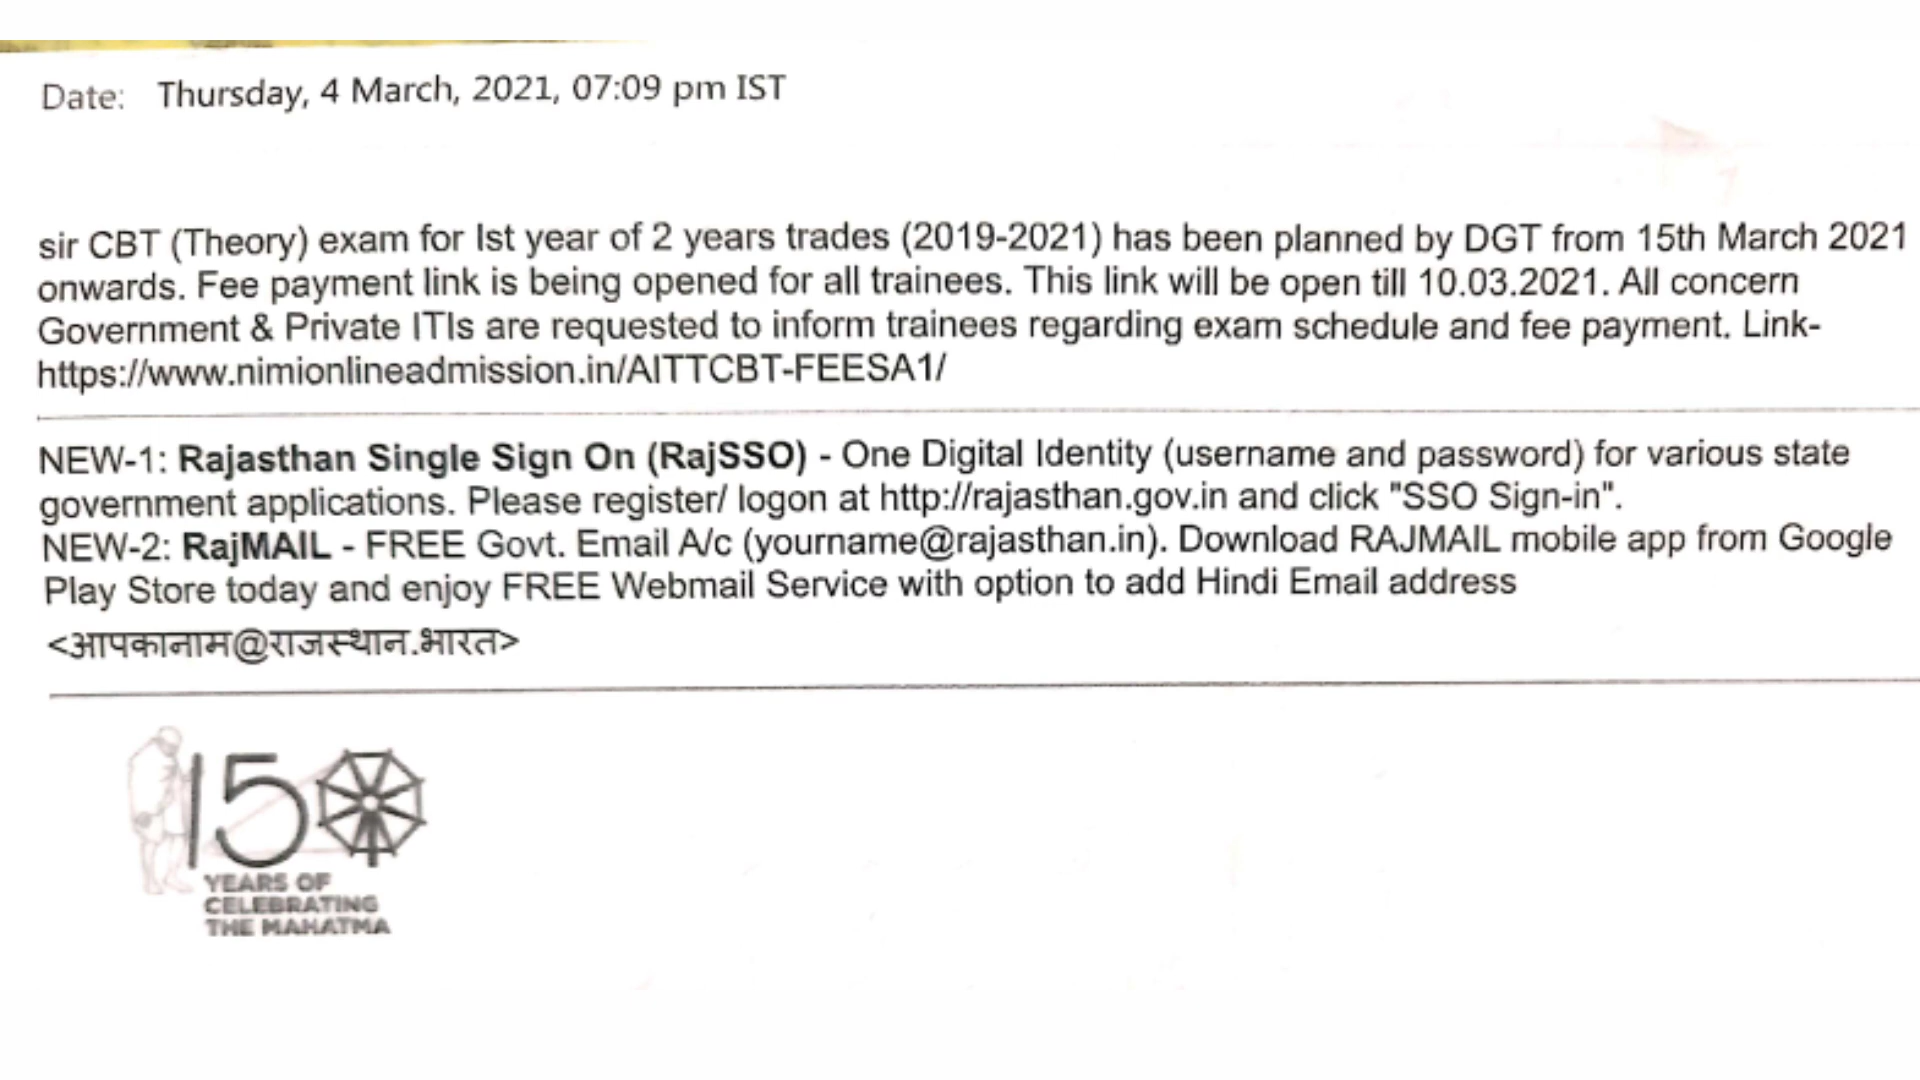 Date: Thursday, 4 March, 2021, 07:09 pm IST
sir CBT (Theory) exam for Ist year of 2 years trades (2019-2021) has been planned by DGT from 15th March 2021
onwards. Fee payment link is being opened for all trainees. This link will be open till 10.03.2021. All concern
Government & Private ITIs are requested to inform trainees regarding exam schedule and fee payment. Link-
https://www.nimionlineadmission.in/AITTCBT-FEESA1/
NEW-1: Rajasthan Single Sign On (RajSSO) - One Digital Identity (username and password) for various state
government applications. Please register/ logon at http://rajasthan.gov.in and click "SSO Sign-in".
NEW-2: RajMAIL - FREE Govt. Email A/c (yourname@rajasthan.in). Download RAJMAIL mobile app from Google
Play Store today and enjoy FREE Webmail Service with option to add Hindi Email address
<आपकानाम@राजस्थान.भारत>
150
YEARS OF
CELEBRATING
THE MAHATMA